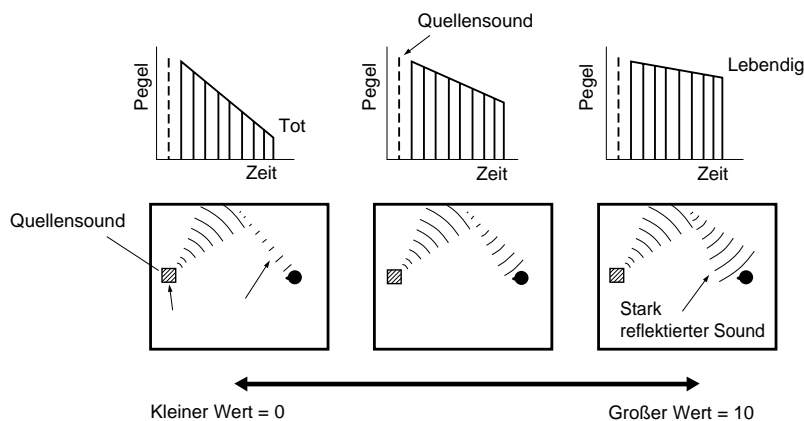 Quellensound
Pegel
Tot
Zeit
Pegel
Zeit
Pegel
Lebendig
Zeit
Quellensound
Stark
reflektierter Sound
Kleiner Wert = 0
Großer Wert = 10